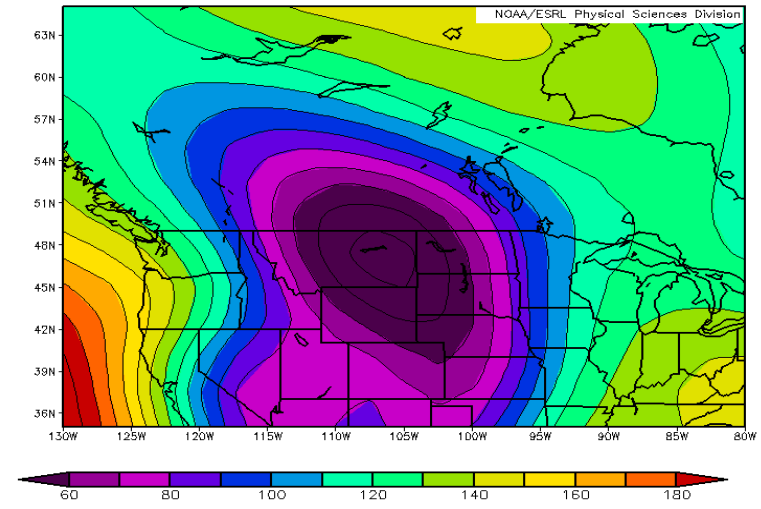 NOAA/ESRL Physical Sciences Division
63N
60N
57N
54N
51N
48N
45N
42N
39N
36N
130W 125W 120W 115W 110W 105W 100W 95W 90W 85W 80W
60 80 100 120 140 160 180